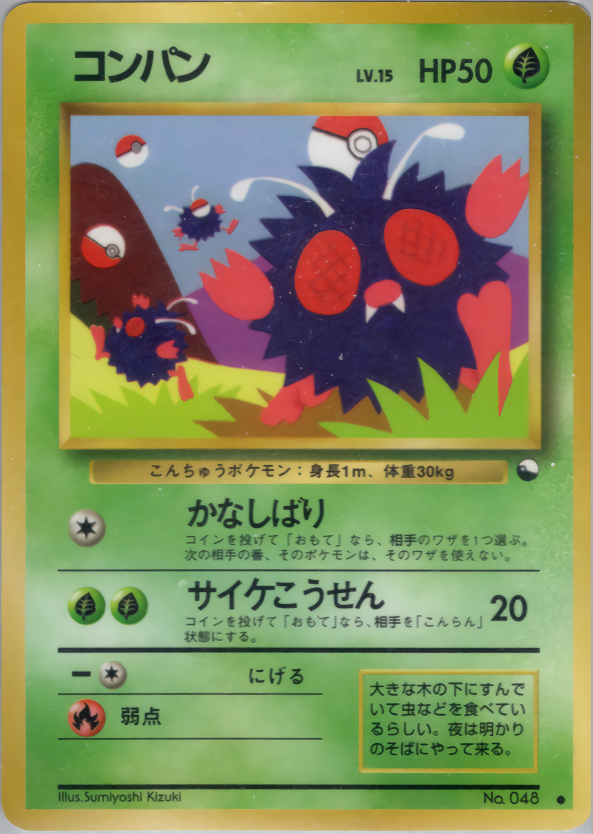 コンパン LV.15 HP50
こんちゅうポケモン：身長1m、体重30kg
かなしばり
コインを投げて「おもて」なら、相手のワザを1つ選ぶ。
次の相手の番、そのポケモンは、そのワザを使えない。
サイケこうせん 20
コインを投げて「おもて」なら、相手を「こんらん」
状態にする。
にげる
弱点
大きな木の下にすんで
いて虫などを食べてい
るらしい。夜は明かり
のそばにやって来る。
Illus.Sumiyoshi Kizuki No. 048